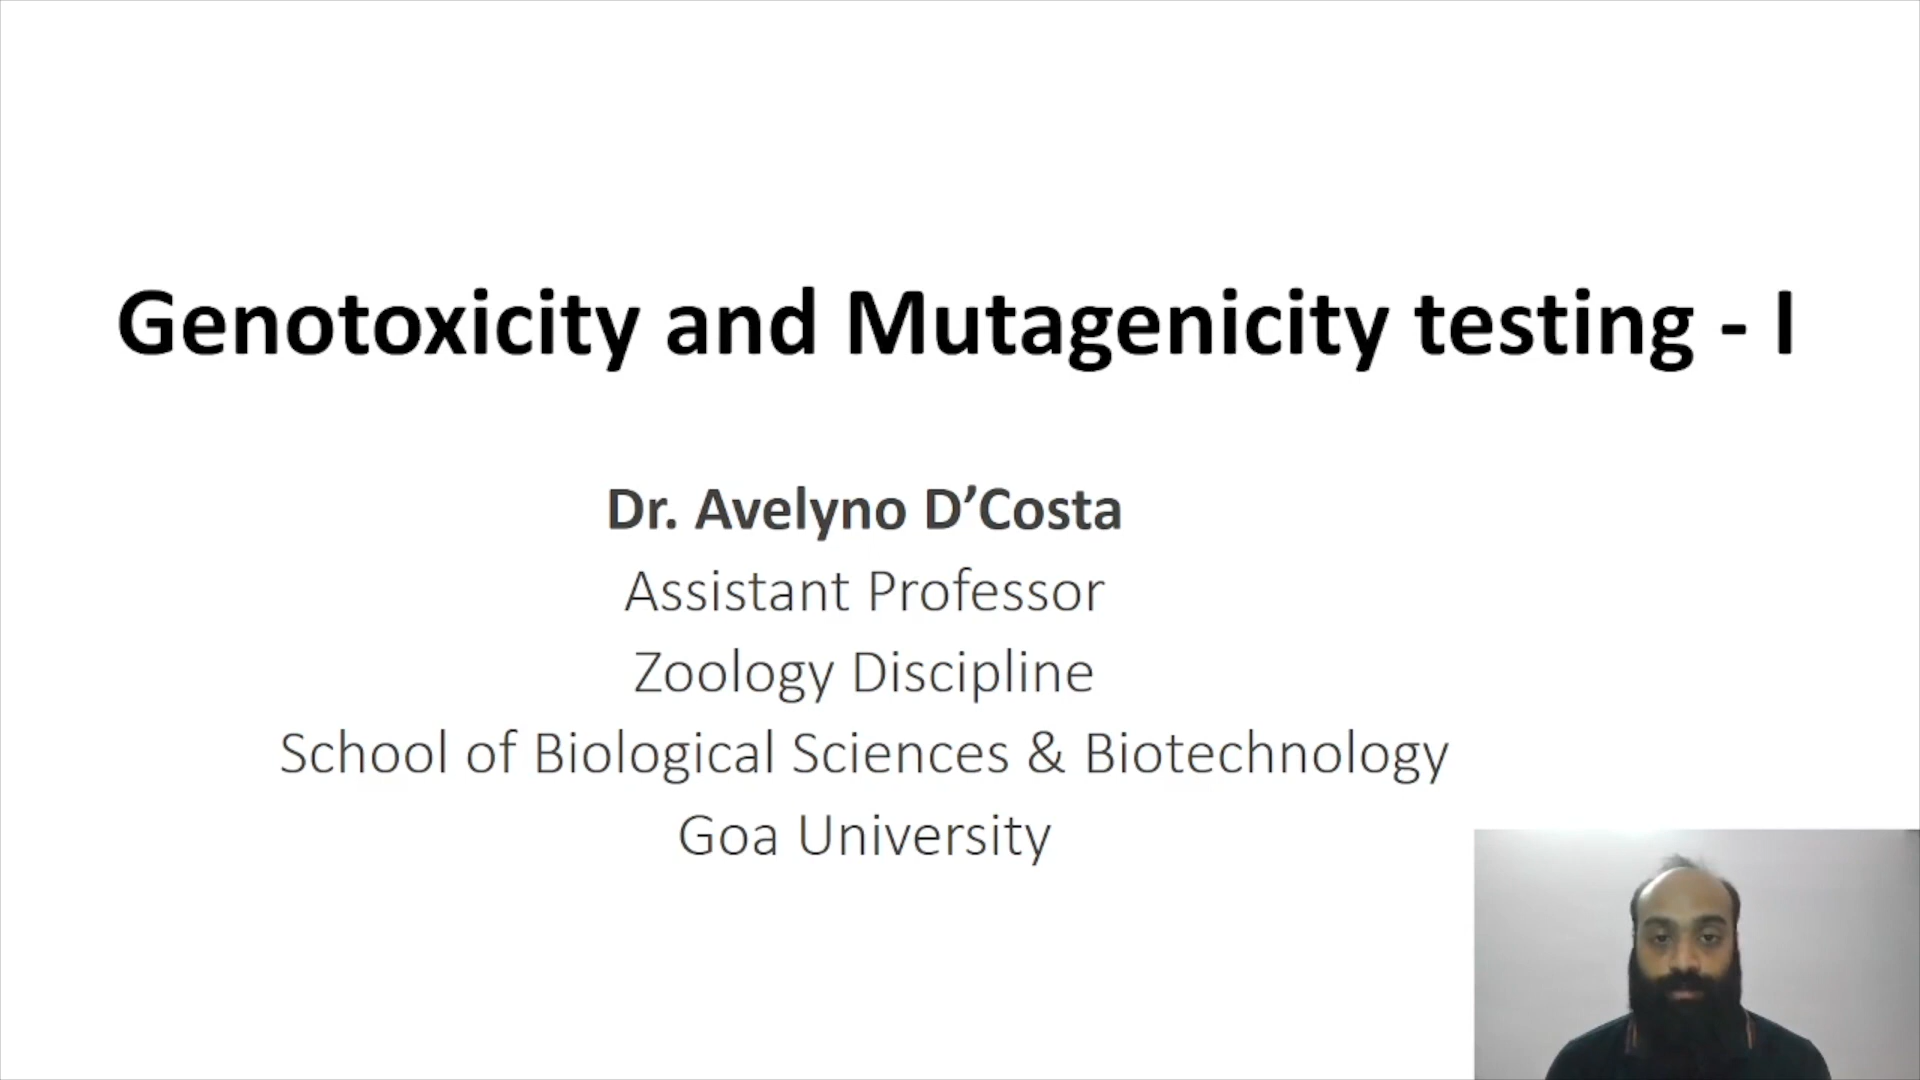 Genotoxicity and Mutagenicity testing - I
Dr. Avelyno D’Costa
Assistant Professor
Zoology Discipline
School of Biological Sciences & Biotechnology
Goa University